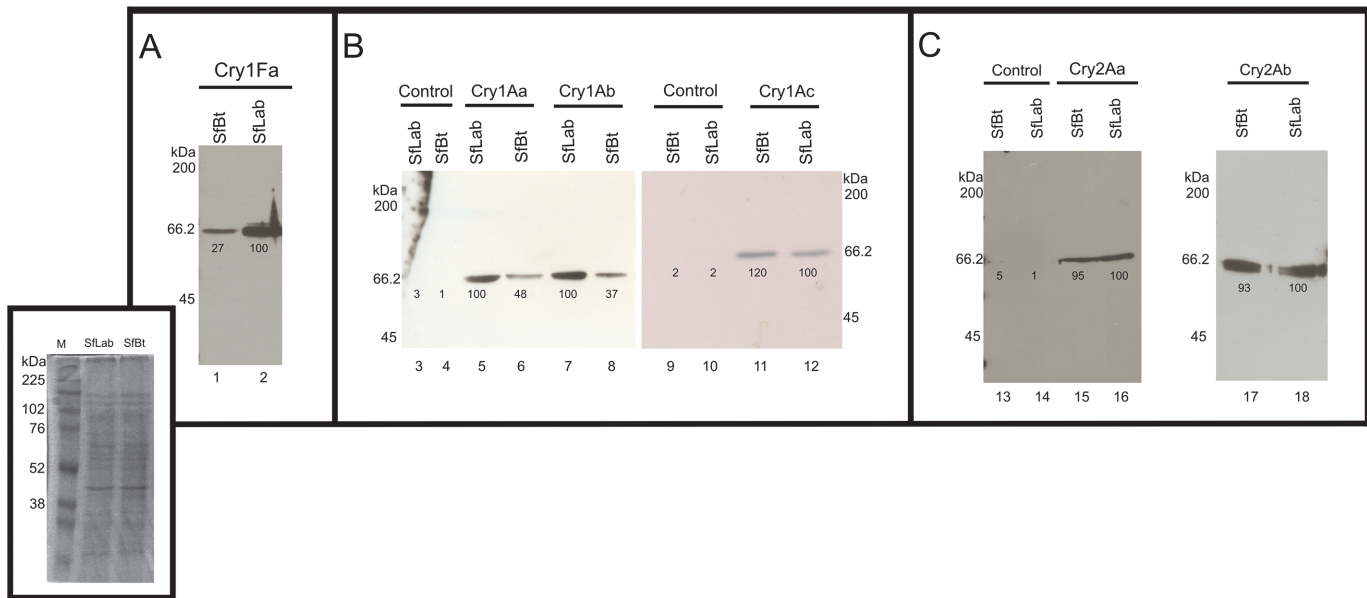 A
Cry1Fa
SfBt SfLab
kDa
200
66.2
27 100
45
1 2
B
Control Cry1Aa Cry1Ab Control Cry1Ac
SfLab SfBt SfLab SfBt SfLab SfBt SfBt SfLab SfBt SfLab
kDa kDa
200 200
66.2 66.2
3 1 100 48 100 37 2 2 120 100
45 45
3 4 5 6 7 8 9 10 11 12
C
Control Cry2Aa Cry2Ab
SfBt SfLab SfBt SfLab SfBt SfLab
kDa kDa
200 200
66.2 66.2
5 1 95 100 93 100
45 45
13 14 15 16 17 18
M SfLab SfBt
kDa
225
102
76
52
38